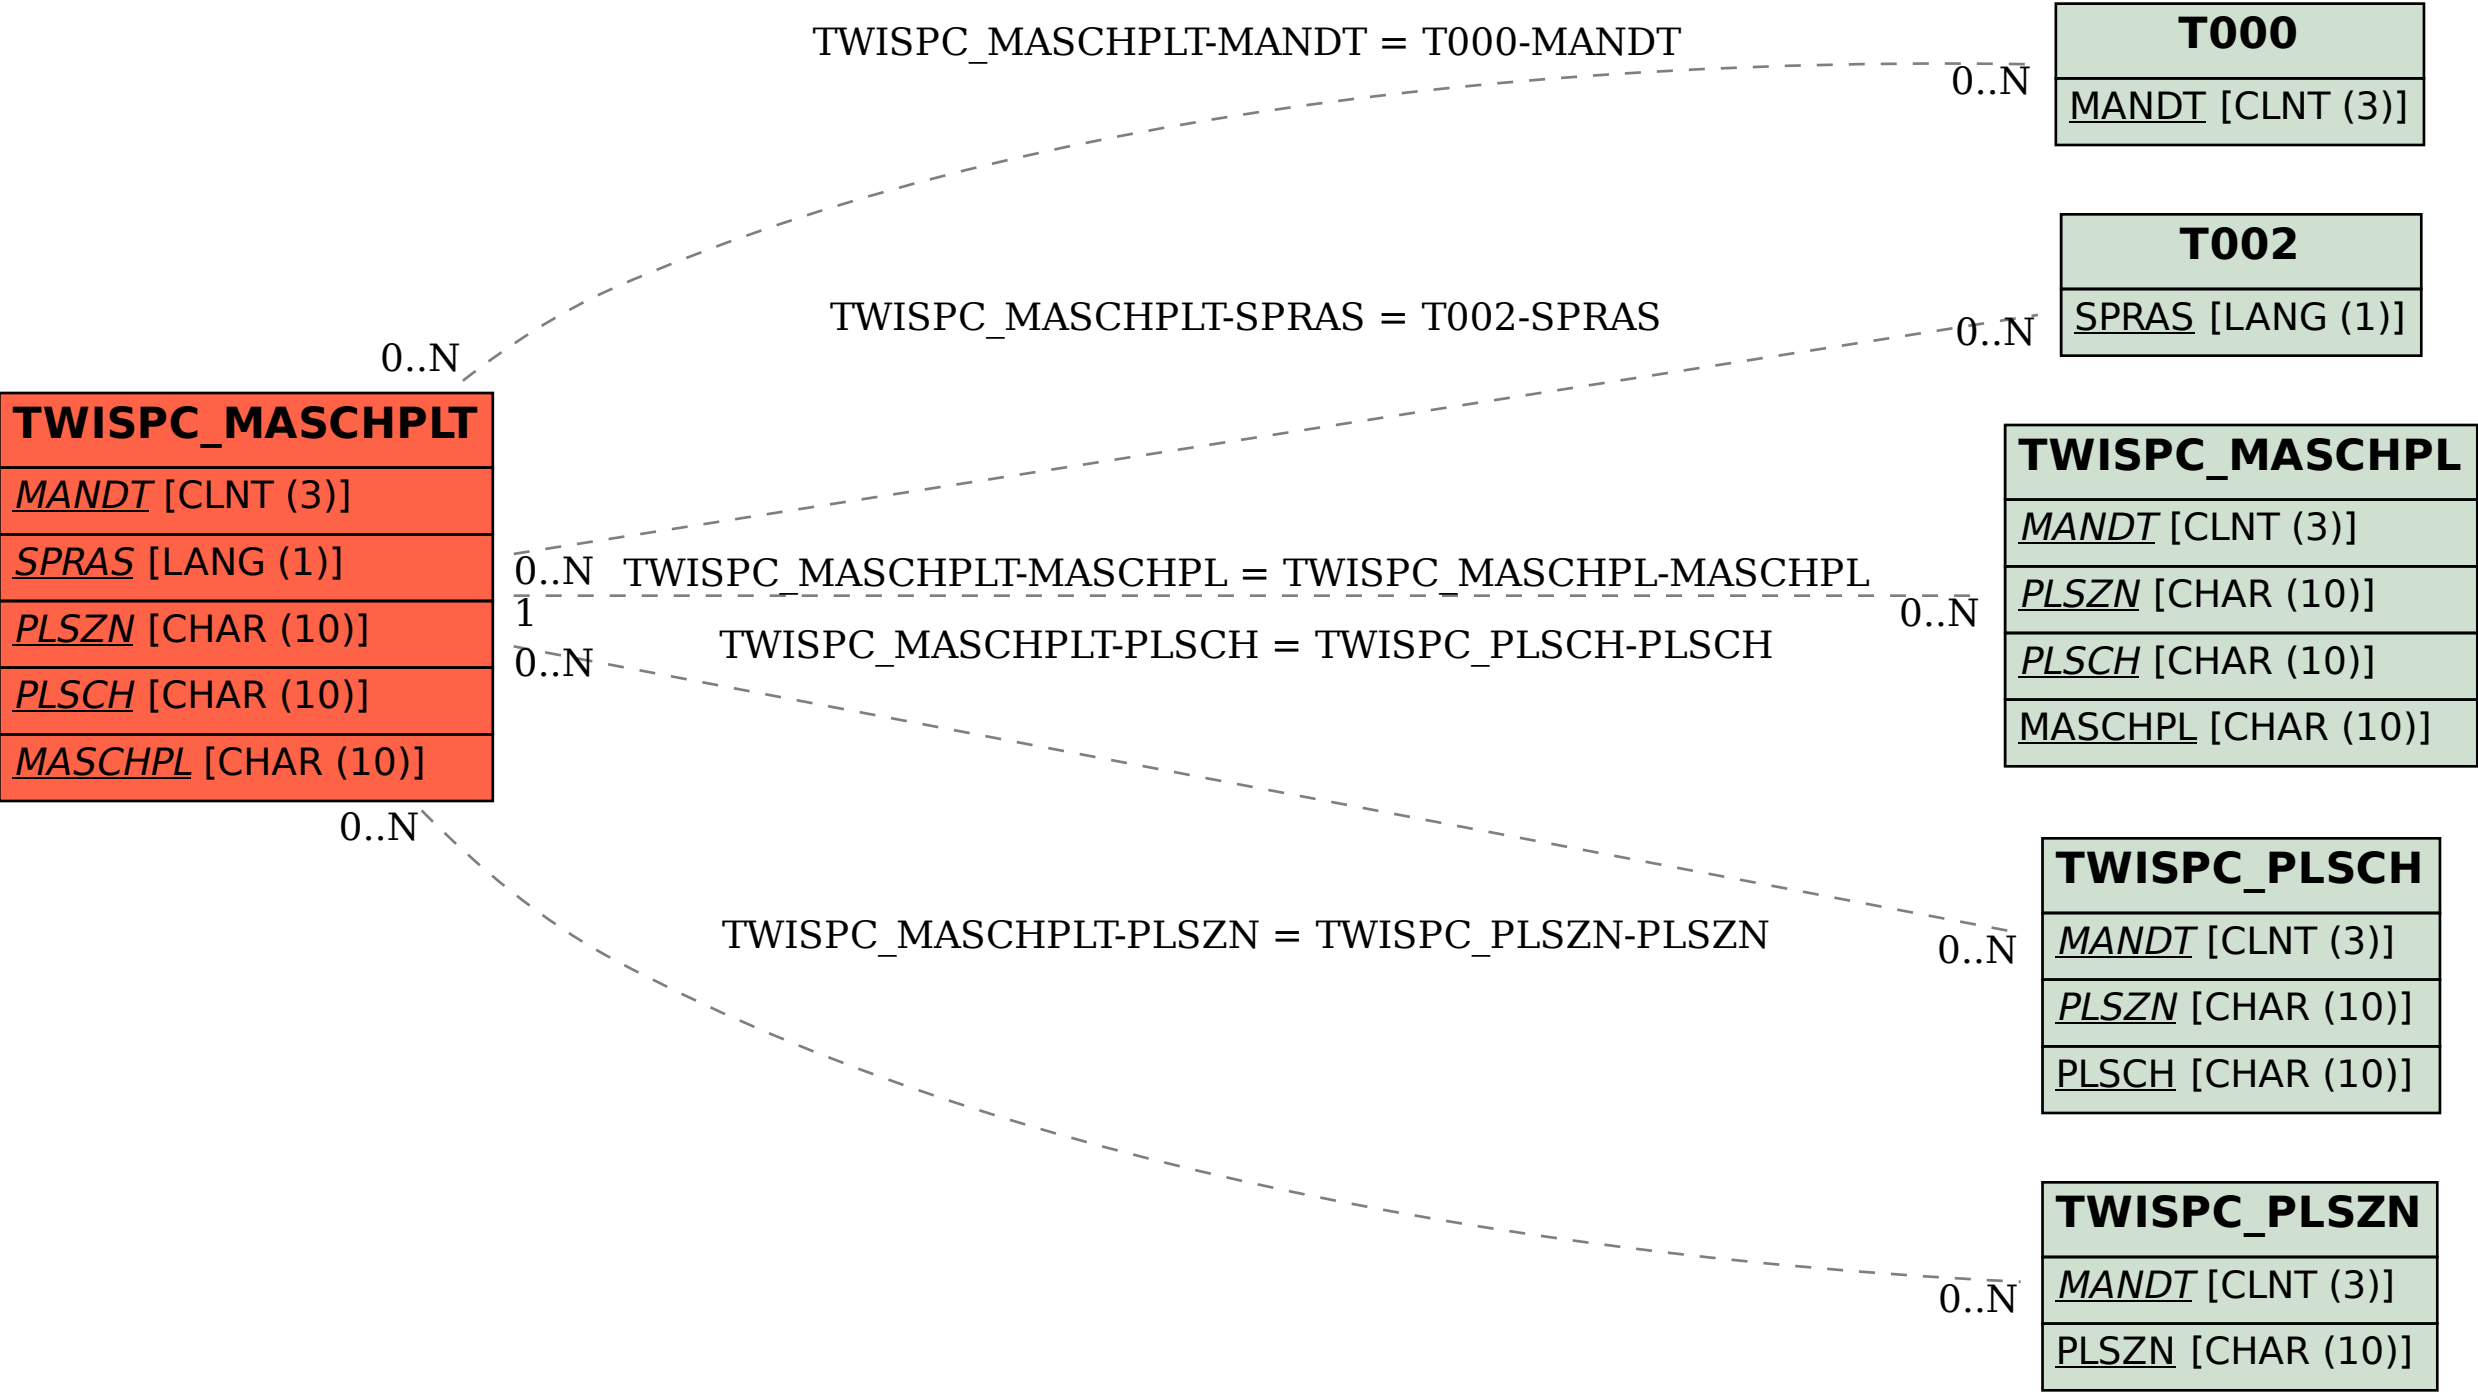 TWISPC_MASCHPLT-MANDT = T000-MANDT
0..N
0..N
T000
MANDT [CLNT (3)]
TWISPC_MASCHPLT-SPRAS = T002-SPRAS
0..N
0..N
T002
SPRAS [LANG (1)]
TWISPC_MASCHPLT
MANDT [CLNT (3)]
SPRAS [LANG (1)]
PLSZN [CHAR (10)]
PLSCH [CHAR (10)]
MASCHPL [CHAR (10)]
TWISPC_MASCHPLT-MASCHPL = TWISPC_MASCHPL-MASCHPL
1
0..N
TWISPC_MASCHPL
MANDT [CLNT (3)]
PLSZN [CHAR (10)]
PLSCH [CHAR (10)]
MASCHPL [CHAR (10)]
TWISPC_MASCHPLT-PLSCH = TWISPC_PLSCH-PLSCH
0..N
0..N
TWISPC_PLSCH
MANDT [CLNT (3)]
PLSZN [CHAR (10)]
PLSCH [CHAR (10)]
TWISPC_MASCHPLT-PLSZN = TWISPC_PLSZN-PLSZN
0..N
0..N
TWISPC_PLSZN
MANDT [CLNT (3)]
PLSZN [CHAR (10)]